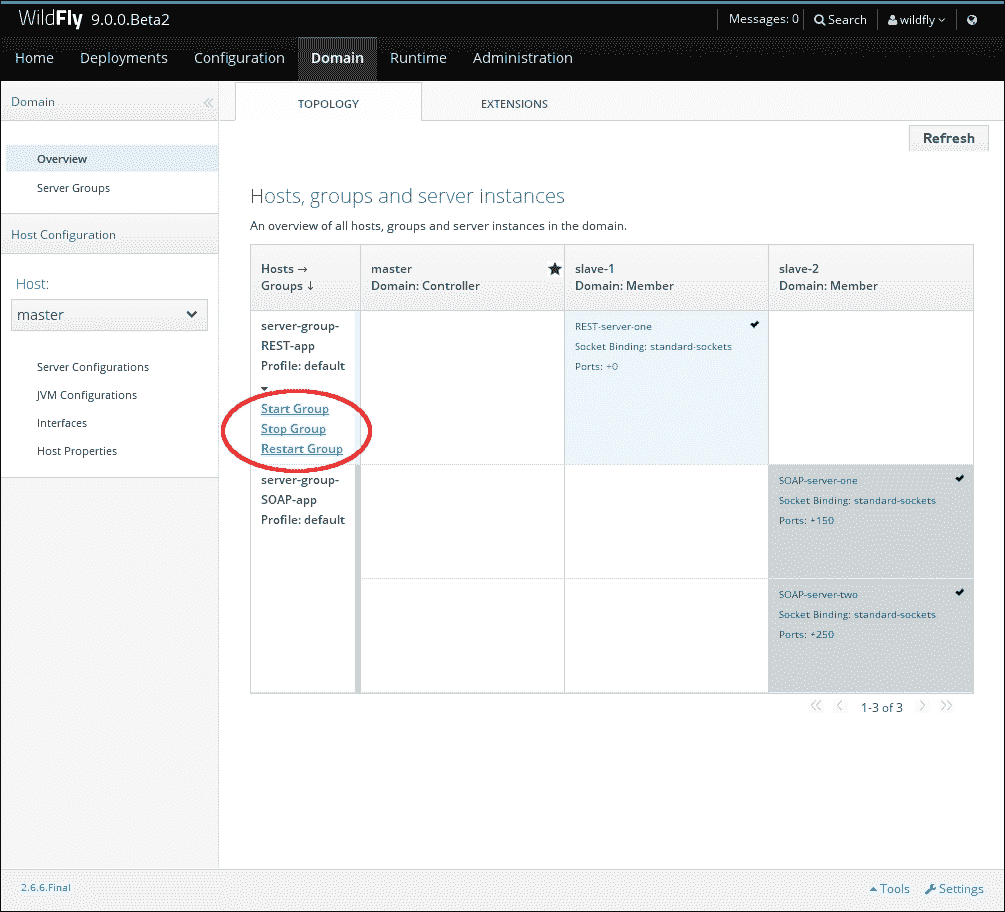 WildFly 9.0.0.Beta2
Messages: 0
Search
wildfly
Home
Deployments
Configuration
Domain
Runtime
Administration
Domain
Overview
Server Groups
Host Configuration
Host:
master
Server Configurations
JVM Configurations
Interfaces
Host Properties
TOPOLOGY
EXTENSIONS
Refresh
Hosts, groups and server instances
An overview of all hosts, groups and server instances in the domain.
Hosts →
Groups ↓
master
Domain: Controller
slave-1
Domain: Member
slave-2
Domain: Member
server-group-
REST-app
Profile: default
Start Group
Stop Group
Restart Group
REST-server-one
Socket Binding: standard-sockets
Ports: +0
server-group-
SOAP-app
Profile: default
SOAP-server-one
Socket Binding: standard-sockets
Ports: +150
SOAP-server-two
Socket Binding: standard-sockets
Ports: +250
1-3 of 3
2.6.6.Final
Tools
Settings